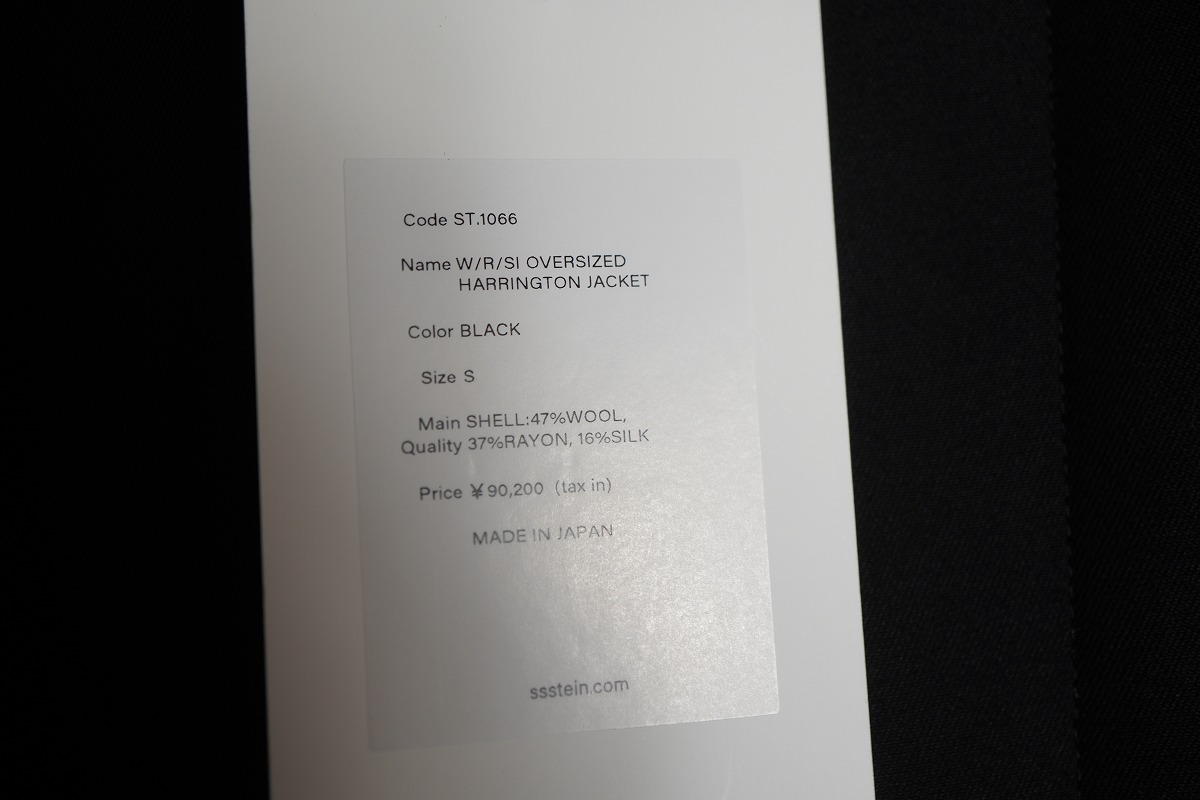 Code ST.1066
Name W/R/SI OVERSIZED
HARRINGTON JACKET
Color BLACK
Size S
Main SHELL:47%WOOL,
Quality 37%RAYON, 16%SILK
Price ¥90,200 (tax in)
MADE IN JAPAN
ssstein.com